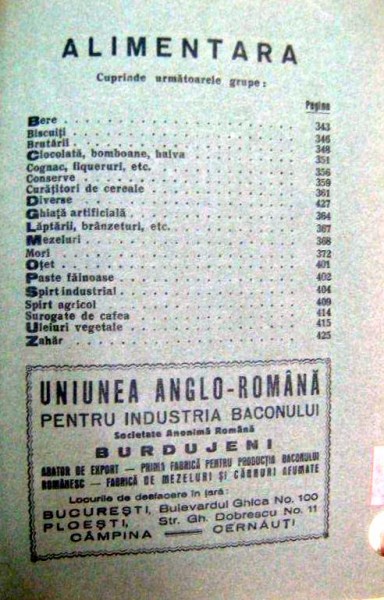 ALIMENTARA
Cuprinde următoarele grupe:
Pagina
Bere 343
Biscuiți 346
Brutării 348
Ciocolată, bomboane, halva 351
Cognac, liqueruri, etc. 356
Conserve 359
Curățitori de cereale 361
Diverse 427
Ghiață artificială 364
Lăptării, brânzeturi, etc. 367
Mezeluri 368
Mori 372
Oțet 401
Paste făinoase 402
Spirt industrial 404
Spirt agricol 409
Surogate de cafea 414
Uleiuri vegetale 415
Zahăr 425
UNIUNEA ANGLO-ROMÂNĂ
PENTRU INDUSTRIA BACONULUI
Societate Anonimă Română
BURDUJENI
ABATOR DE EXPORT — PRIMA FABRICĂ PENTRU PRODUCȚIA BACONULUI
ROMÂNESC — FABRICĂ DE MEZELURI ȘI CĂRNURI AFUMATE
Locurile de desfacere în țară:
BUCUREȘTI, Bulevardul Ghica No. 100
PLOEȘTI, Str. Gh. Dobrescu No. 11
CÂMPINA — CERNĂUȚI